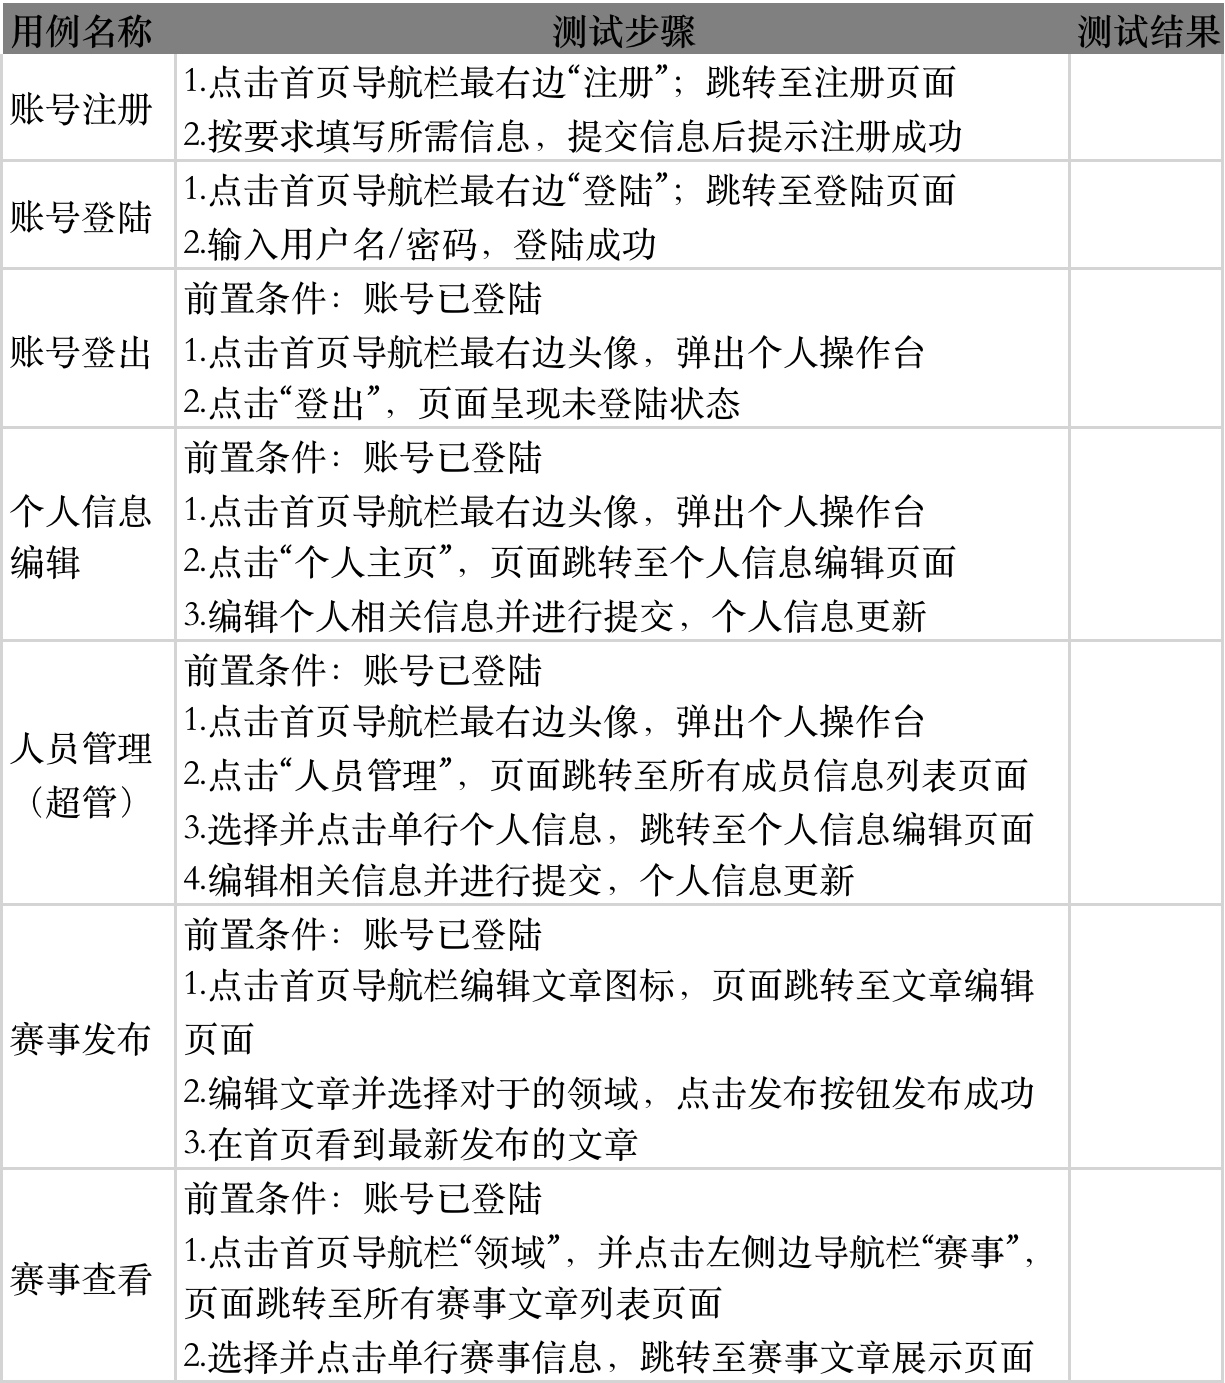 用例名称 测试步骤 测试结果
账号注册
1.点击首页导航栏最右边“注册”；跳转至注册页面
2.按要求填写所需信息，提交信息后提示注册成功
账号登陆
1.点击首页导航栏最右边“登陆”；跳转至登陆页面
2.输入用户名/密码，登陆成功
账号登出
前置条件：账号已登陆
1.点击首页导航栏最右边头像，弹出个人操作台
2.点击“登出”，页面呈现未登陆状态
个人信息
编辑
前置条件：账号已登陆
1.点击首页导航栏最右边头像，弹出个人操作台
2.点击“个人主页”，页面跳转至个人信息编辑页面
3.编辑个人相关信息并进行提交，个人信息更新
人员管理
（超管）
前置条件：账号已登陆
1.点击首页导航栏最右边头像，弹出个人操作台
2.点击“人员管理”，页面跳转至所有成员信息列表页面
3.选择并点击单行个人信息，跳转至个人信息编辑页面
4.编辑相关信息并进行提交，个人信息更新
赛事发布
前置条件：账号已登陆
1.点击首页导航栏编辑文章图标，页面跳转至文章编辑
页面
2.编辑文章并选择对于的领域，点击发布按钮发布成功
3.在首页看到最新发布的文章
赛事查看
前置条件：账号已登陆
1.点击首页导航栏“领域”，并点击左侧边导航栏“赛事”，
页面跳转至所有赛事文章列表页面
2.选择并点击单行赛事信息，跳转至赛事文章展示页面